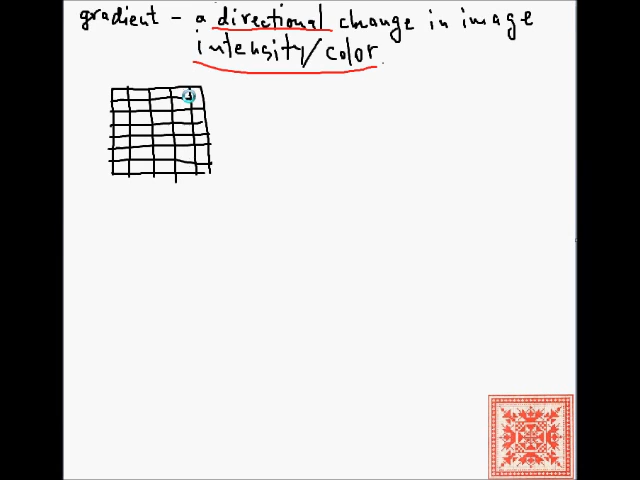 gradient - a directional change in image
intensity/color